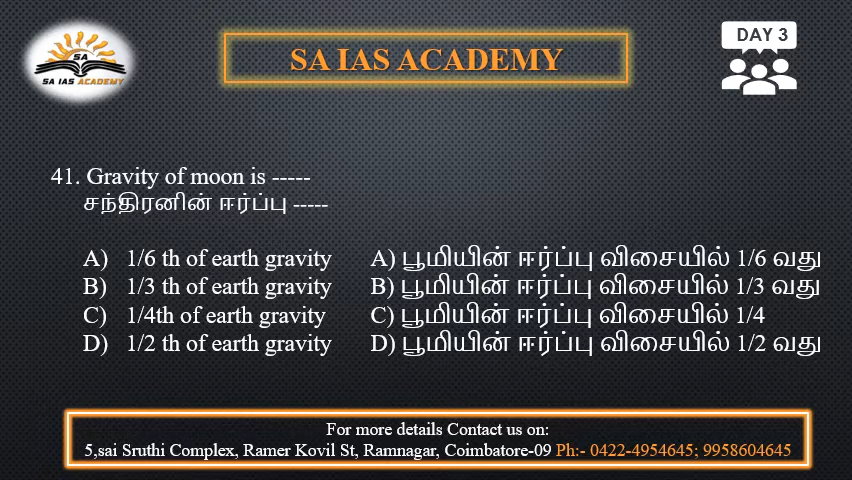 SA
SA IAS ACADEMY
SA IAS ACADEMY
DAY 3
41. Gravity of moon is -----
சந்திரனின் ஈர்ப்பு -----
A) 1/6 th of earth gravity
B) 1/3 th of earth gravity
C) 1/4th of earth gravity
D) 1/2 th of earth gravity
A) பூமியின் ஈர்ப்பு விசையில் 1/6 வது
B) பூமியின் ஈர்ப்பு விசையில் 1/3 வது
C) பூமியின் ஈர்ப்பு விசையில் 1/4
D) பூமியின் ஈர்ப்பு விசையில் 1/2 வது
For more details Contact us on:
5,sai Sruthi Complex, Ramer Kovil St, Ramnagar, Coimbatore-09 Ph:- 0422-4954645; 9958604645